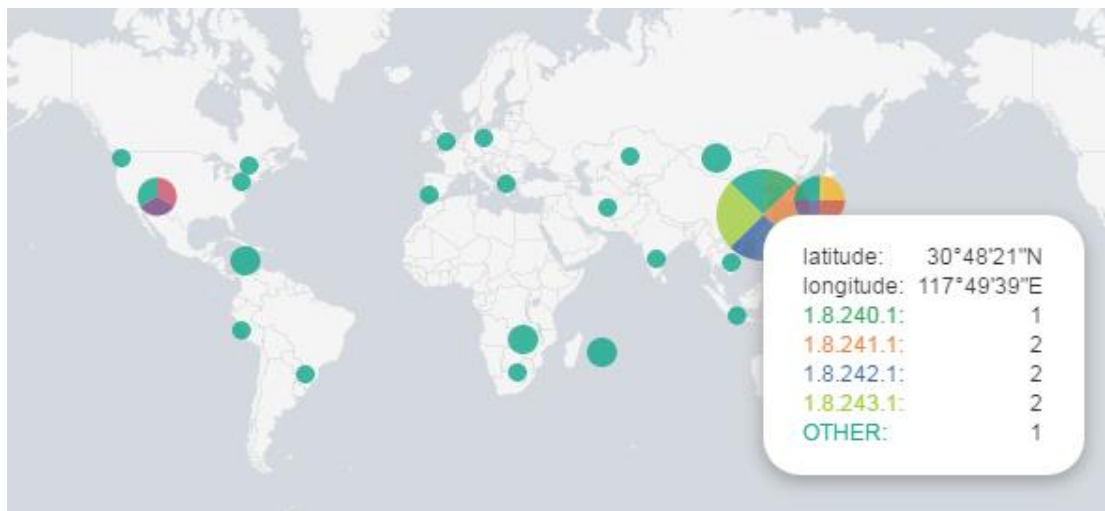 latitude: 30°48'21"N
longitude: 117°49'39"E
1.8.240.1: 1
1.8.241.1: 2
1.8.242.1: 2
1.8.243.1: 2
OTHER: 1